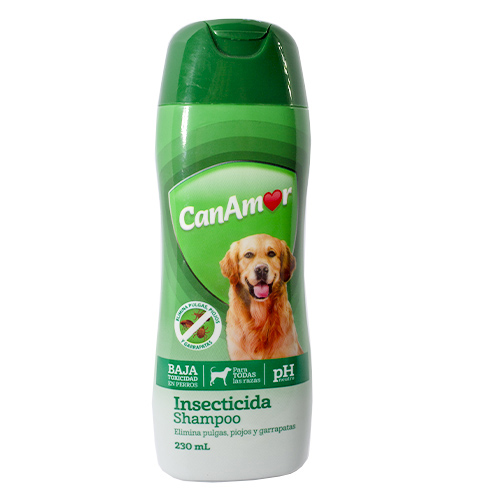 CanAmor
ELIMINA PULGAS, PIOJOS
Y GARRAPATAS
BAJA
TOXICIDAD
EN PERROS
Para
TODAS
las razas
pH
Insecticida
Shampoo
Elimina pulgas, piojos y garrapatas
230 mL